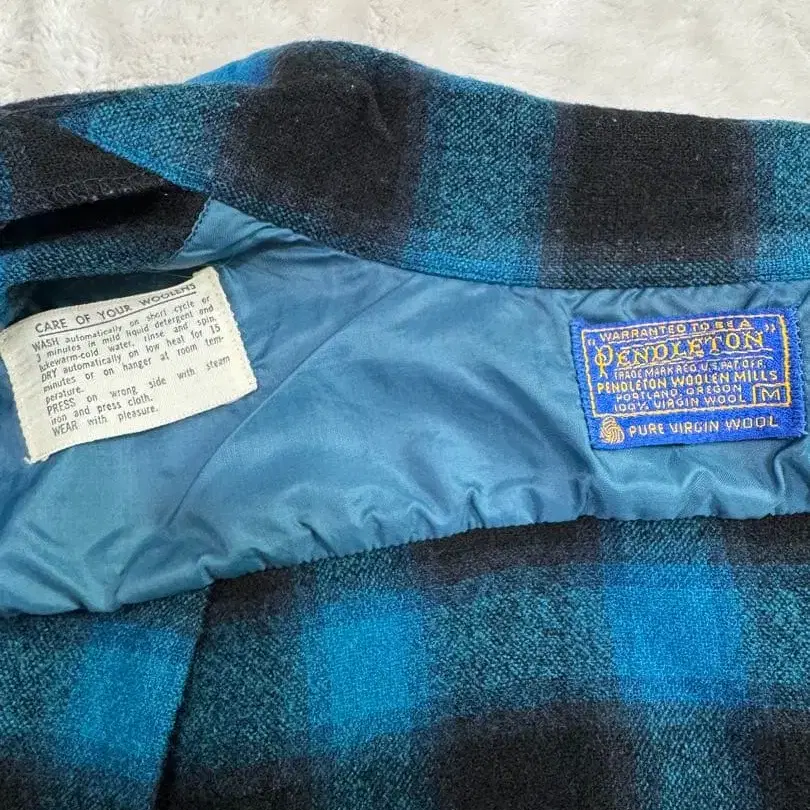 CARE OF YOUR WOOLENS
WASH automatically on short cycle or
3 minutes in mild liquid detergent and
lukewarm-cold water, rinse and spin.
DRY automatically on low heat for 15
minutes or on hanger at room tem-
perature.
PRESS on wrong side with steam
iron and press cloth.
WEAR with pleasure.
"WARRANTED TO BE A"
PENDLETON
TRADE MARK REG. U.S. PAT. OFF.
PENDLETON WOOLEN MILLS
PORTLAND, OREGON
100% VIRGIN WOOL M
PURE VIRGIN WOOL